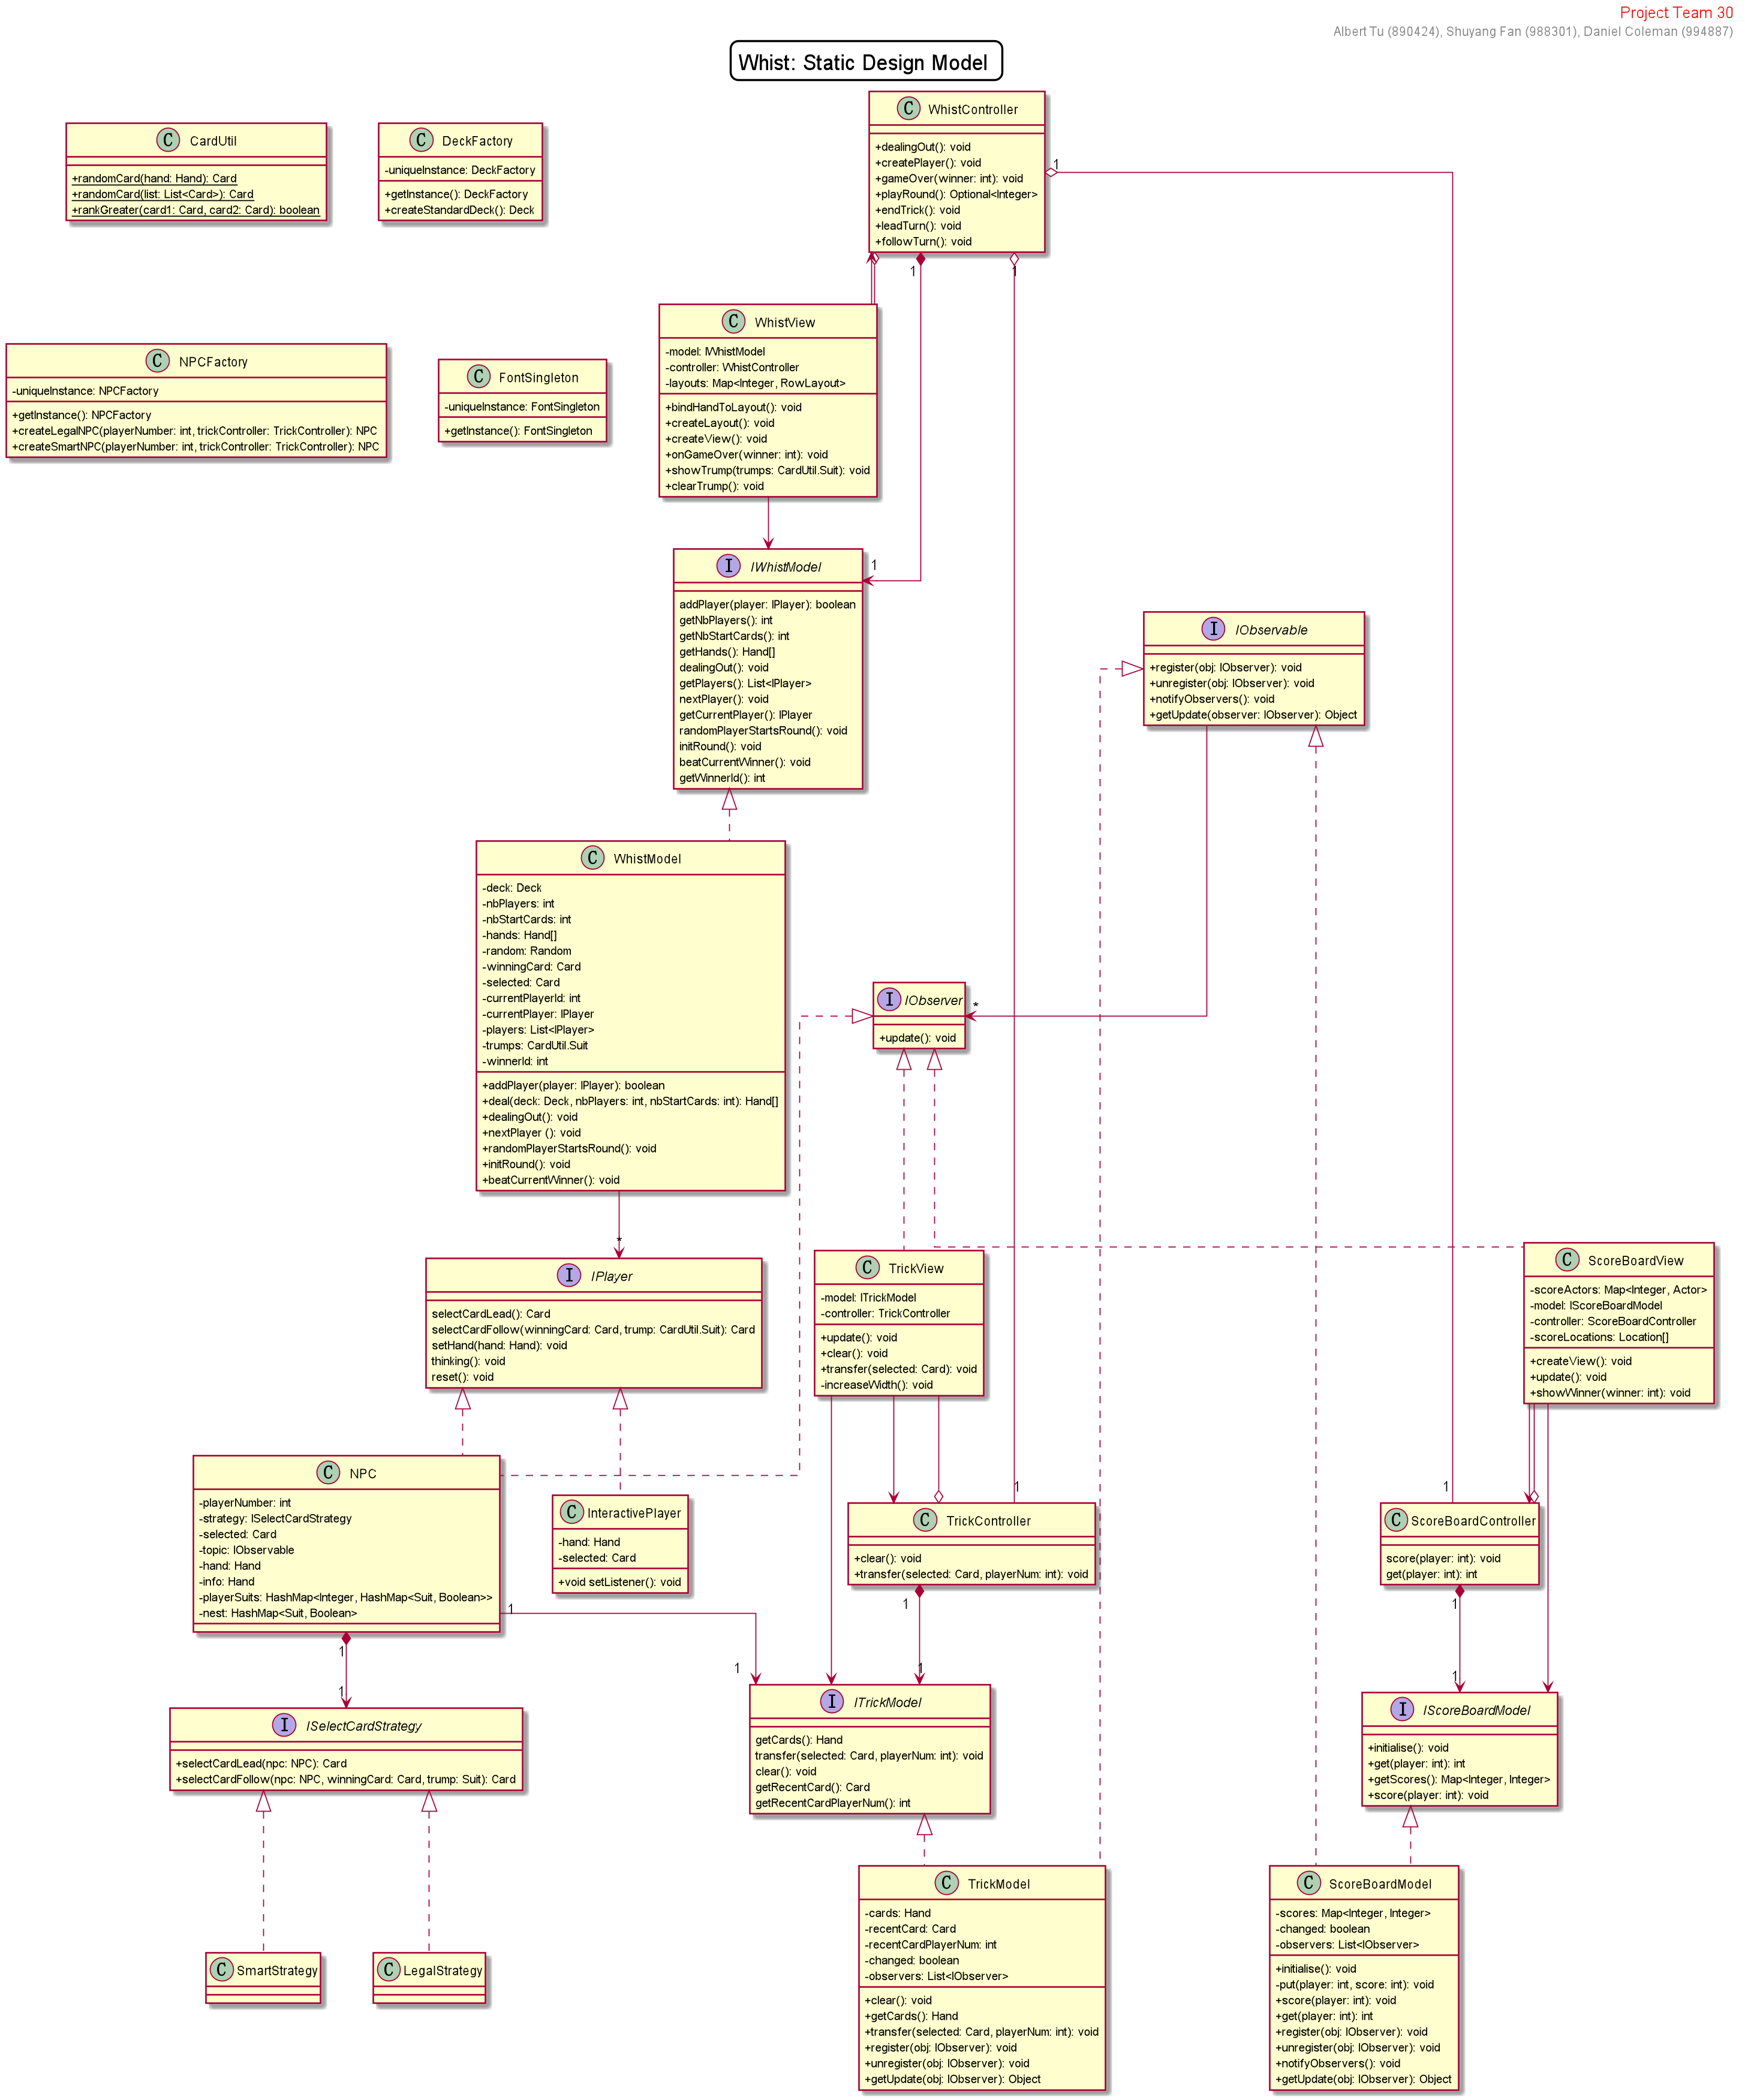 Project Team 30
Albert Tu (890424), Shuyang Fan (988301), Daniel Coleman (994887)
Whist: Static Design Model
C WhistController
+dealingOut(): void
+createPlayer(): void
+gameOver(winner: int): void
+playRound(): Optional<Integer>
+endTrick(): void
+leadTurn(): void
+followTurn(): void
C CardUtil
+randomCard(hand: Hand): Card
+randomCard(list: List<Card>): Card
+rankGreater(card1: Card, card2: Card): boolean
C DeckFactory
-uniqueInstance: DeckFactory
+getInstance(): DeckFactory
+createStandardDeck(): Deck
1
1
1
C WhistView
-model: IWhistModel
-controller: WhistController
-layouts: Map<Integer, RowLayout>
+bindHandToLayout(): void
+createLayout(): void
+createView(): void
+onGameOver(winner: int): void
+showTrump(trumps: CardUtil.Suit): void
+clearTrump(): void
C NPCFactory
-uniqueInstance: NPCFactory
+getInstance(): NPCFactory
+createLegalNPC(playerNumber: int, trickController: TrickController): NPC
+createSmartNPC(playerNumber: int, trickController: TrickController): NPC
C FontSingleton
-uniqueInstance: FontSingleton
+getInstance(): FontSingleton
I IWhistModel
1
addPlayer(player: IPlayer): boolean
getNbPlayers(): int
getNbStartCards(): int
getHands(): Hand[]
dealingOut(): void
getPlayers(): List<IPlayer>
nextPlayer(): void
getCurrentPlayer(): IPlayer
randomPlayerStartsRound(): void
initRound(): void
beatCurrentWinner(): void
getWinnerId(): int
I IObservable
+register(obj: IObserver): void
+unregister(obj: IObserver): void
+notifyObservers(): void
+getUpdate(observer: IObserver): Object
C WhistModel
-deck: Deck
-nbPlayers: int
-nbStartCards: int
-hands: Hand[]
-random: Random
-winningCard: Card
-selected: Card
-currentPlayerId: int
-currentPlayer: IPlayer
-players: List<IPlayer>
-trumps: CardUtil.Suit
-winnerId: int
+addPlayer(player: IPlayer): boolean
+deal(deck: Deck, nbPlayers: int, nbStartCards: int): Hand[]
+dealingOut(): void
+nextPlayer (): void
+randomPlayerStartsRound(): void
+initRound(): void
+beatCurrentWinner(): void
I IObserver
*
+update(): void
*
I IPlayer
selectCardLead(): Card
selectCardFollow(winningCard: Card, trump: CardUtil.Suit): Card
setHand(hand: Hand): void
thinking(): void
reset(): void
C TrickView
-model: ITrickModel
-controller: TrickController
+update(): void
+clear(): void
+transfer(selected: Card): void
-increaseWidth(): void
C ScoreBoardView
-scoreActors: Map<Integer, Actor>
-model: IScoreBoardModel
-controller: ScoreBoardController
-scoreLocations: Location[]
+createView(): void
+update(): void
+showWinner(winner: int): void
C NPC
-playerNumber: int
-strategy: ISelectCardStrategy
-selected: Card
-topic: IObservable
-hand: Hand
-info: Hand
-playerSuits: HashMap<Integer, HashMap<Suit, Boolean>>
-nest: HashMap<Suit, Boolean>
C InteractivePlayer
-hand: Hand
-selected: Card
+void setListener(): void
1
C TrickController
+clear(): void
+transfer(selected: Card, playerNum: int): void
1
C ScoreBoardController
score(player: int): void
get(player: int): int
1
1
1
1
1
1
1
1
I ISelectCardStrategy
+selectCardLead(npc: NPC): Card
+selectCardFollow(npc: NPC, winningCard: Card, trump: Suit): Card
I ITrickModel
getCards(): Hand
transfer(selected: Card, playerNum: int): void
clear(): void
getRecentCard(): Card
getRecentCardPlayerNum(): int
I IScoreBoardModel
+initialise(): void
+get(player: int): int
+getScores(): Map<Integer, Integer>
+score(player: int): void
C SmartStrategy
C LegalStrategy
C TrickModel
-cards: Hand
-recentCard: Card
-recentCardPlayerNum: int
-changed: boolean
-observers: List<IObserver>
+clear(): void
+getCards(): Hand
+transfer(selected: Card, playerNum: int): void
+register(obj: IObserver): void
+unregister(obj: IObserver): void
+getUpdate(obj: IObserver): Object
C ScoreBoardModel
-scores: Map<Integer, Integer>
-changed: boolean
-observers: List<IObserver>
+initialise(): void
-put(player: int, score: int): void
+score(player: int): void
+get(player: int): int
+register(obj: IObserver): void
+unregister(obj: IObserver): void
+notifyObservers(): void
+getUpdate(obj: IObserver): Object